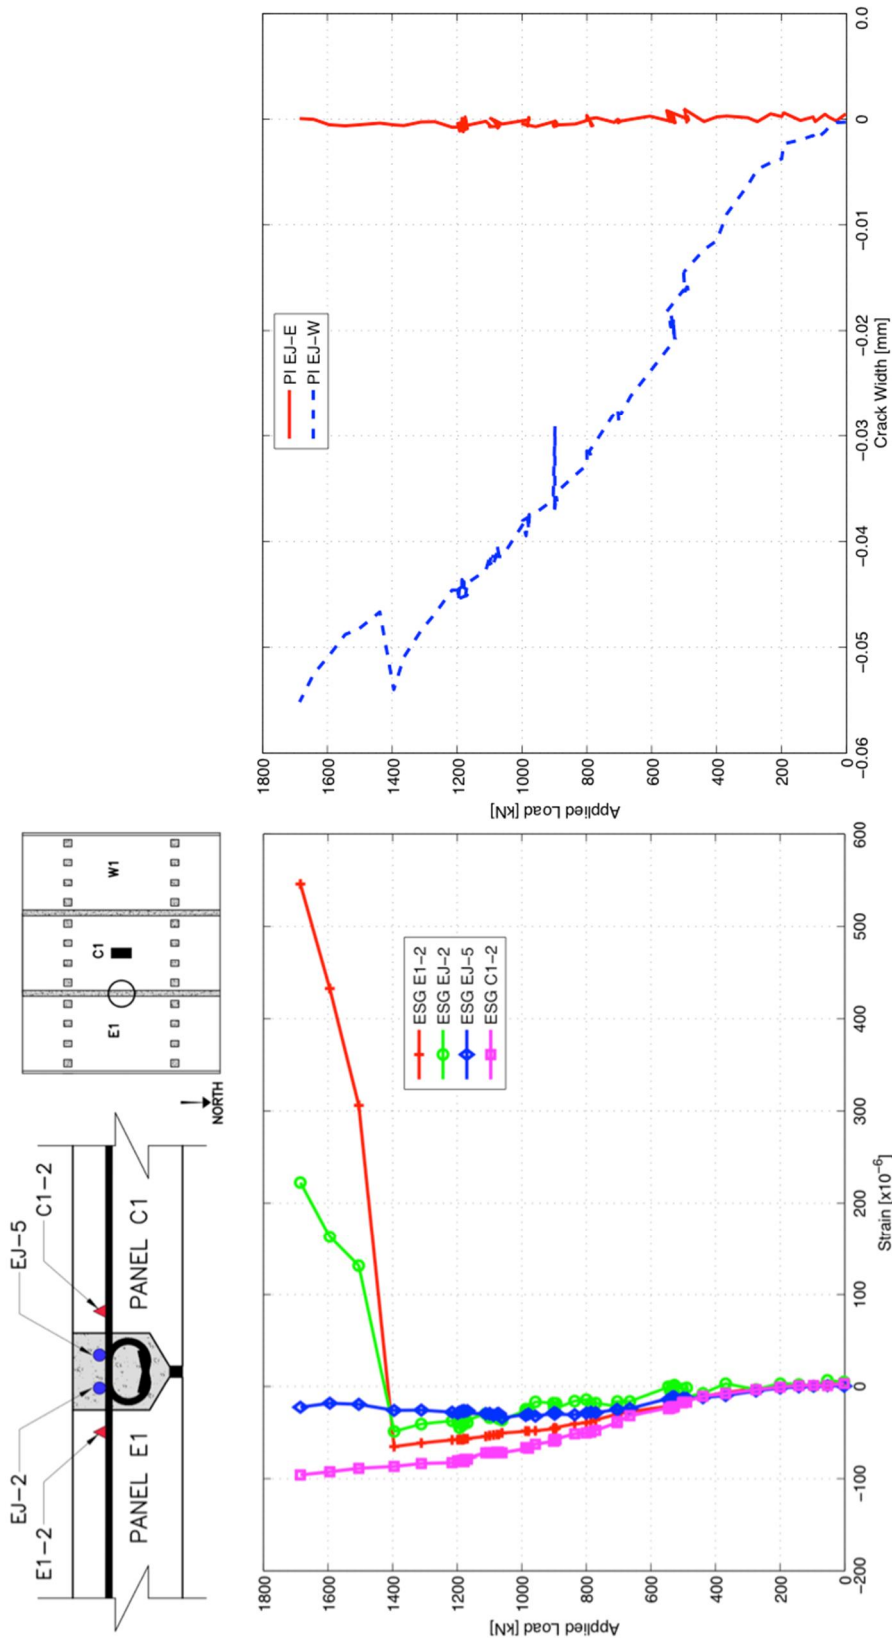 EJ-2
EJ-5
E1-2
C1-2
PANEL E1
PANEL C1
NORTH
E1
C1
W1
1800
1600
1400
1200
1000
800
600
400
200
0
Applied Load [kN]
ESG E1-2
ESG EJ-2
ESG EJ-5
ESG C1-2
-200 -100 0 100 200 300 400 500 600
Strain [x10⁻⁶]
1800
1600
1400
1200
1000
800
600
400
200
0
Applied Load [kN]
PI EJ-E
PI EJ-W
-0.06 -0.05 -0.04 -0.03 -0.02 -0.01 0 0.0
Crack Width [mm]